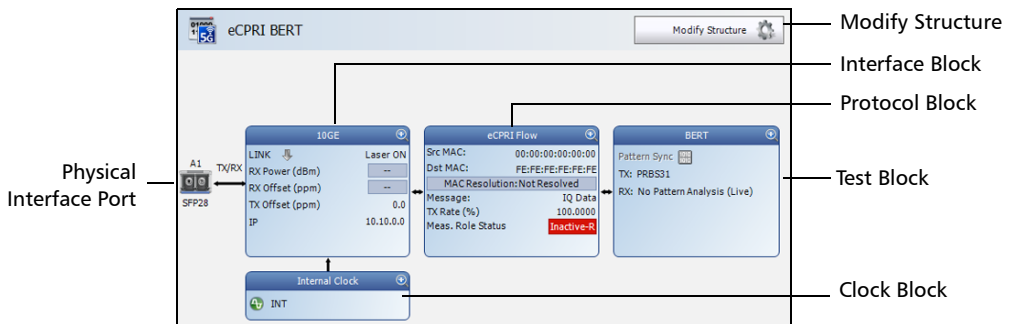 eCPRI BERT
5G
Modify Structure
Modify Structure
Interface Block
Protocol Block
Test Block
Clock Block
Physical
Interface Port
A1
TX/RX
SFP28
10GE
LINK Laser ON
RX Power (dBm) --
RX Offset (ppm) --
TX Offset (ppm) 0.0
IP 10.10.0.0
eCPRI Flow
Src MAC: 00:00:00:00:00:00
Dst MAC: FE:FE:FE:FE:FE:FE
MAC Resolution:Not Resolved
Message: IQ Data
TX Rate (%) 100.0000
Meas. Role Status Inactive-R
BERT
Pattern Sync
TX: PRBS31
RX: No Pattern Analysis (Live)
Internal Clock
INT